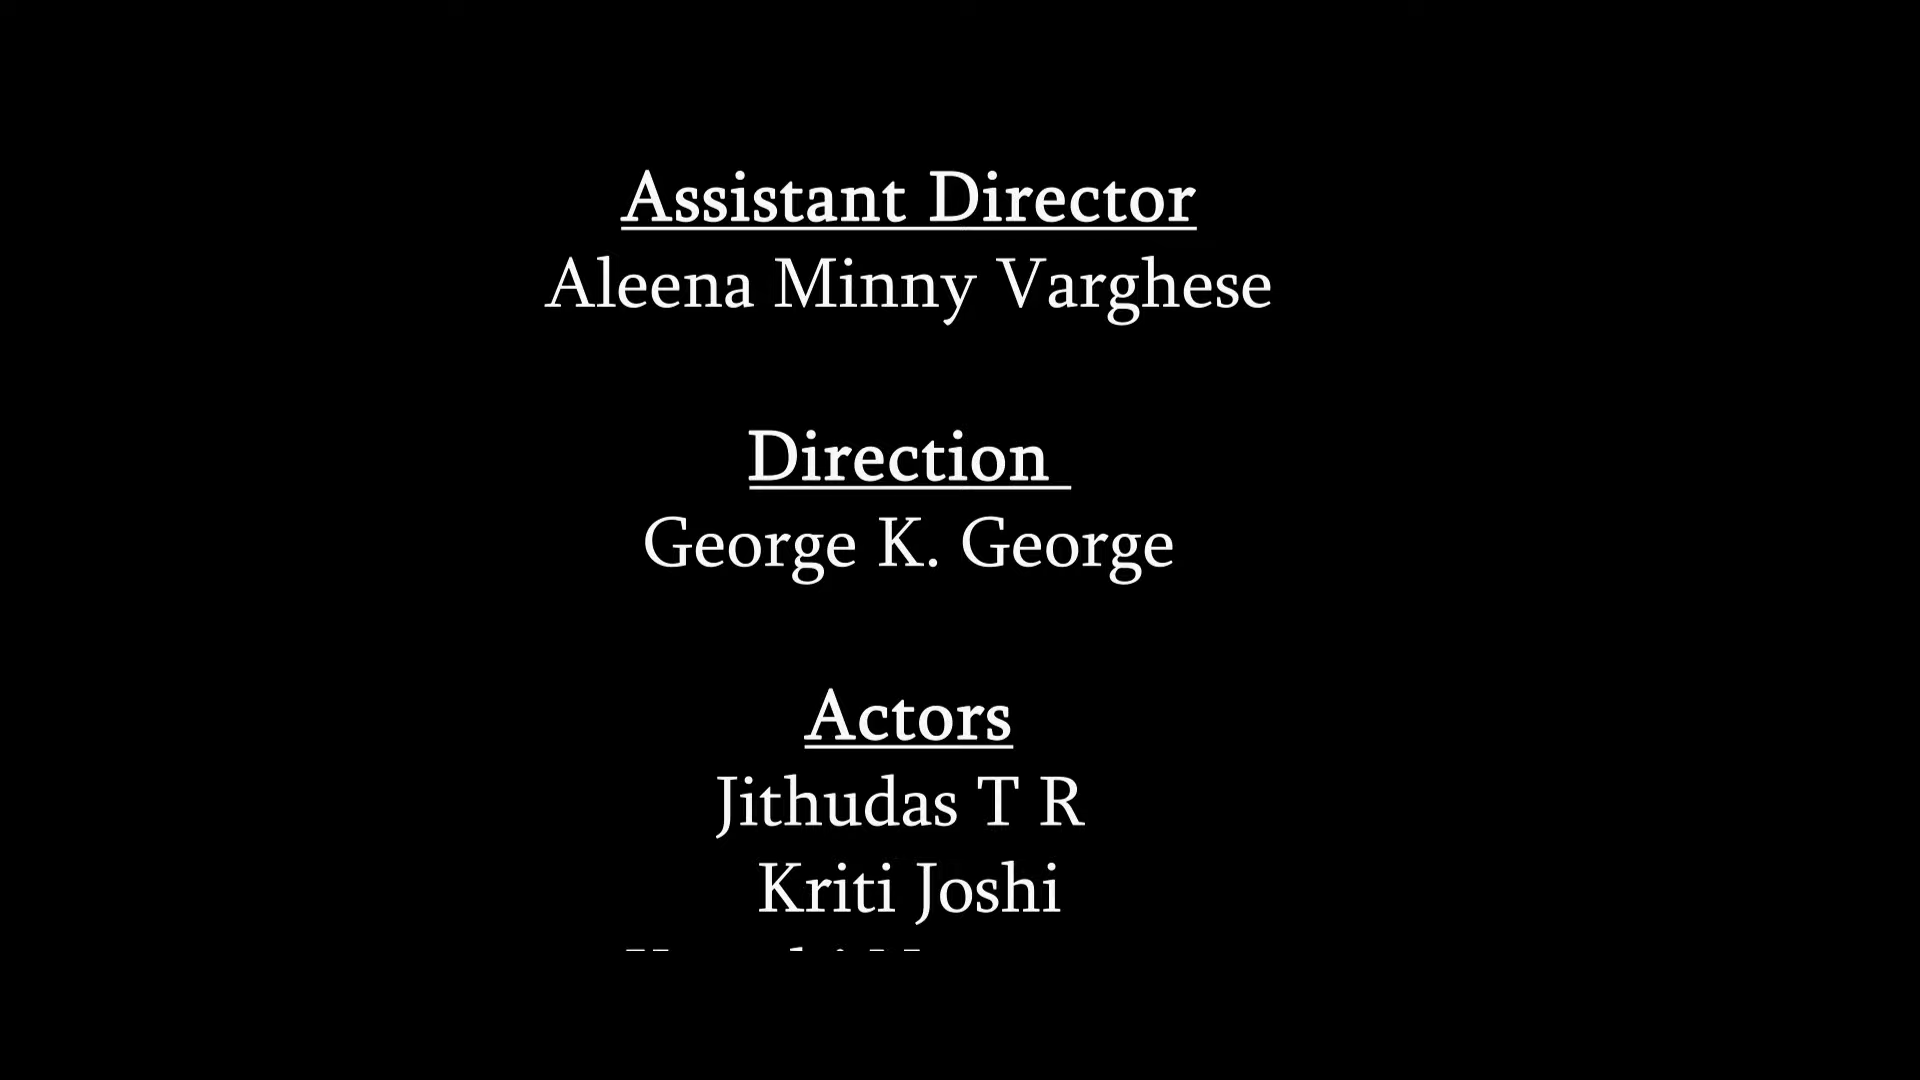 Assistant Director
Aleena Minny Varghese
Direction
George K. George
Actors
Jithudas T R
Kriti Joshi